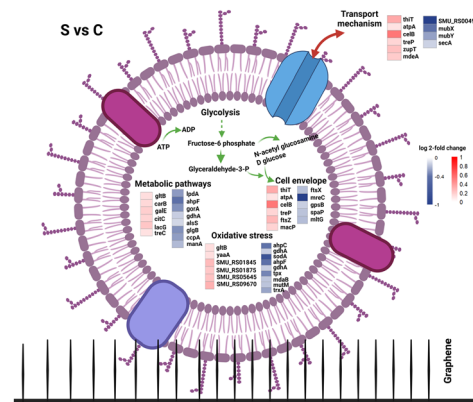 S vs C
Transport
mechanism
thiT
atpA
celB
treP
zupT
mdeA
SMU_RS0045
mubX
mubY
secA
log 2-fold change
0
-1
1
0.8
0.6
0.4
0.2
0
Glycolysis
ADP
ATP
Fructose-6 phosphate
N-acetyl glucosamine
D glucose
Glyceraldehyde-3-P
Metabolic pathways
gltB
carB
galE
citC
lacG
treC
lpdA
ahpF
gorA
gdhA
alsS
glgB
ccpA
manA
Cell envelope
thiT
atpA
celB
treP
ftsZ
macP
ftsX
mreC
gpsB
spaP
mltG
Oxidative stress
gltB
yaaA
SMU_RS01845
SMU_RS01875
SMU_RS05645
SMU_RS09670
ahpC
gdhA
sodA
ahpF
gdhA
tpx
mdaB
mutM
trxA
Graphene